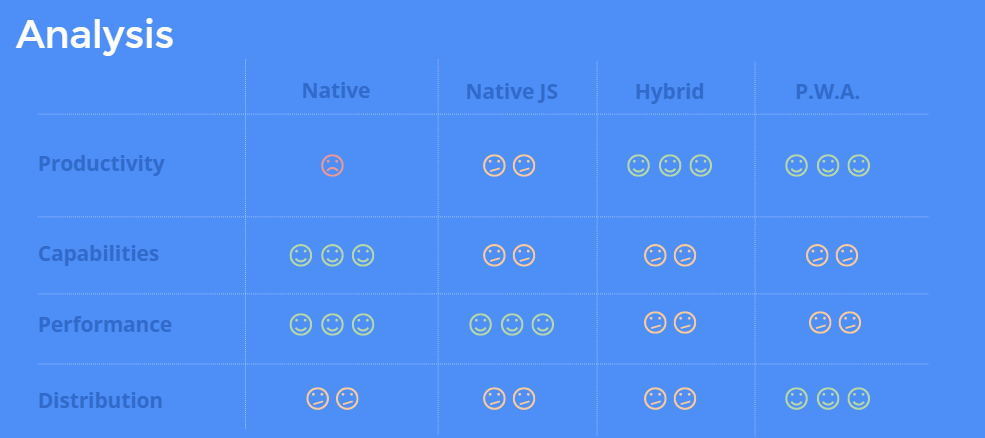 Analysis
Native Native JS Hybrid P.W.A.
Productivity
Capabilities
Performance
Distribution